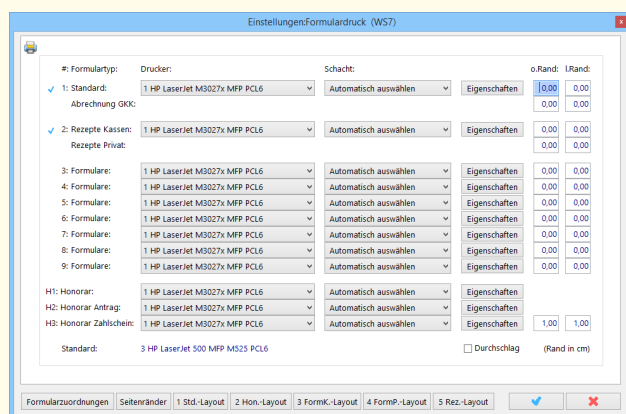 Einstellungen:Formulardruck (WS7)
#: Formulartyp: Drucker: Schacht: o.Rand: l.Rand:
1: Standard: 1 HP LaserJet M3027x MFP PCL6 Automatisch auswählen Eigenschaften 0,00 0,00
Abrechnung GKK: 0,00 0,00
2: Rezepte Kassen: 1 HP LaserJet M3027x MFP PCL6 Automatisch auswählen Eigenschaften 0,00 0,00
Rezepte Privat: 0,00 0,00
3: Formulare: 1 HP LaserJet M3027x MFP PCL6 Automatisch auswählen Eigenschaften 0,00 0,00
4: Formulare: 1 HP LaserJet M3027x MFP PCL6 Automatisch auswählen Eigenschaften 0,00 0,00
5: Formulare: 1 HP LaserJet M3027x MFP PCL6 Automatisch auswählen Eigenschaften 0,00 0,00
6: Formulare: 1 HP LaserJet M3027x MFP PCL6 Automatisch auswählen Eigenschaften 0,00 0,00
7: Formulare: 1 HP LaserJet M3027x MFP PCL6 Automatisch auswählen Eigenschaften 0,00 0,00
8: Formulare: 1 HP LaserJet M3027x MFP PCL6 Automatisch auswählen Eigenschaften 0,00 0,00
9: Formulare: 1 HP LaserJet M3027x MFP PCL6 Automatisch auswählen Eigenschaften 0,00 0,00
H1: Honorar: 1 HP LaserJet M3027x MFP PCL6 Automatisch auswählen Eigenschaften
H2: Honorar Antrag: 1 HP LaserJet M3027x MFP PCL6 Automatisch auswählen Eigenschaften
H3: Honorar Zahlschein: 1 HP LaserJet M3027x MFP PCL6 Automatisch auswählen Eigenschaften 1,00 1,00
Standard: 3 HP LaserJet 500 MFP M525 PCL6 Durchschlag (Rand in cm)
Formularzuordnungen Seitenränder 1 Std.-Layout 2 Hon.-Layout 3 FormK.-Layout 4 FormP.-Layout 5 Rez.-Layout